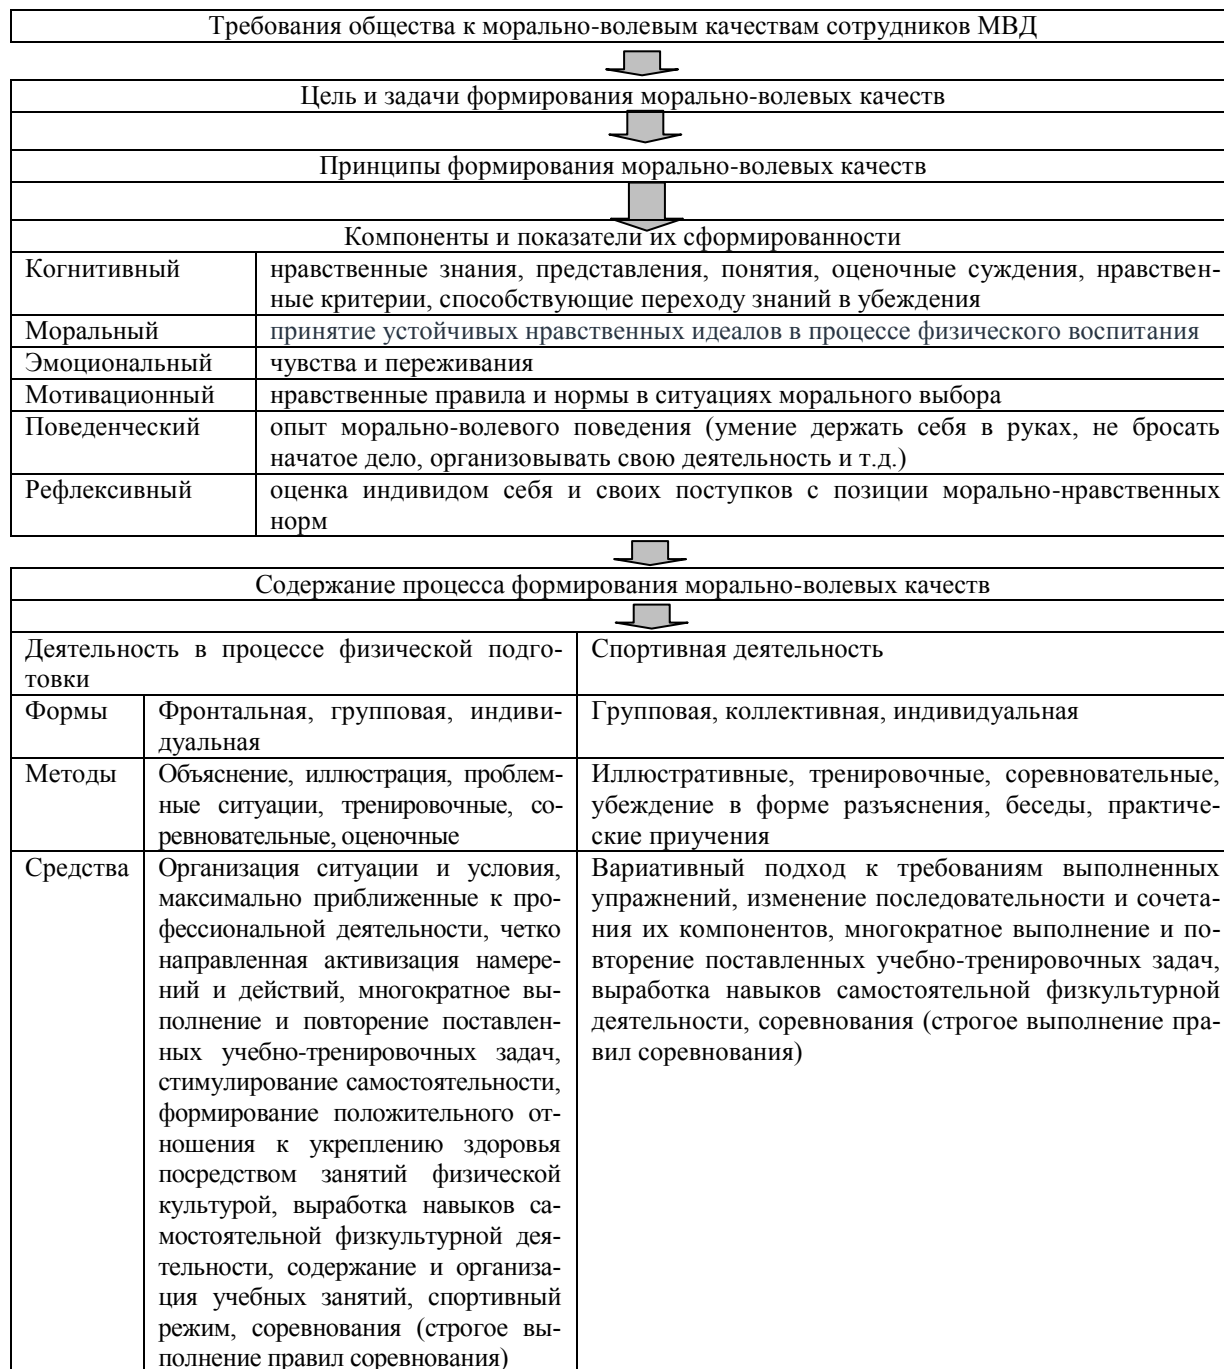 Требования общества к морально-волевым качествам сотрудников МВД
Цель и задачи формирования морально-волевых качеств
Принципы формирования морально-волевых качеств
Компоненты и показатели их сформированности
Когнитивный
нравственные знания, представления, понятия, оценочные суждения, нравствен-
ные критерии, способствующие переходу знаний в убеждения
Моральный
принятие устойчивых нравственных идеалов в процессе физического воспитания
Эмоциональный
чувства и переживания
Мотивационный
нравственные правила и нормы в ситуациях морального выбора
Поведенческий
опыт морально-волевого поведения (умение держать себя в руках, не бросать
начатое дело, организовывать свою деятельность и т.д.)
Рефлексивный
оценка индивидом себя и своих поступков с позиции морально-нравственных
норм
Содержание процесса формирования морально-волевых качеств
Деятельность в процессе физической подго-
товки
Спортивная деятельность
Формы
Фронтальная, групповая, индиви-
дуальная
Групповая, коллективная, индивидуальная
Методы
Объяснение, иллюстрация, проблем-
ные ситуации, тренировочные, со-
ревновательные, оценочные
Иллюстративные, тренировочные, соревновательные,
убеждение в форме разъяснения, беседы, практиче-
ские приучения
Средства
Организация ситуации и условия,
максимально приближенные к про-
фессиональной деятельности, четко
направленная активизация намере-
ний и действий, многократное вы-
полнение и повторение поставлен-
ных учебно-тренировочных задач,
стимулирование самостоятельности,
формирование положительного от-
ношения к укреплению здоровья
посредством занятий физической
культурой, выработка навыков са-
мостоятельной физкультурной дея-
тельности, содержание и организа-
ция учебных занятий, спортивный
режим, соревнования (строгое вы-
полнение правил соревнования)
Вариативный подход к требованиям выполненных
упражнений, изменение последовательности и сочета-
ния их компонентов, многократное выполнение и по-
вторение поставленных учебно-тренировочных задач,
выработка навыков самостоятельной физкультурной
деятельности, соревнования (строгое выполнение пра-
вил соревнования)